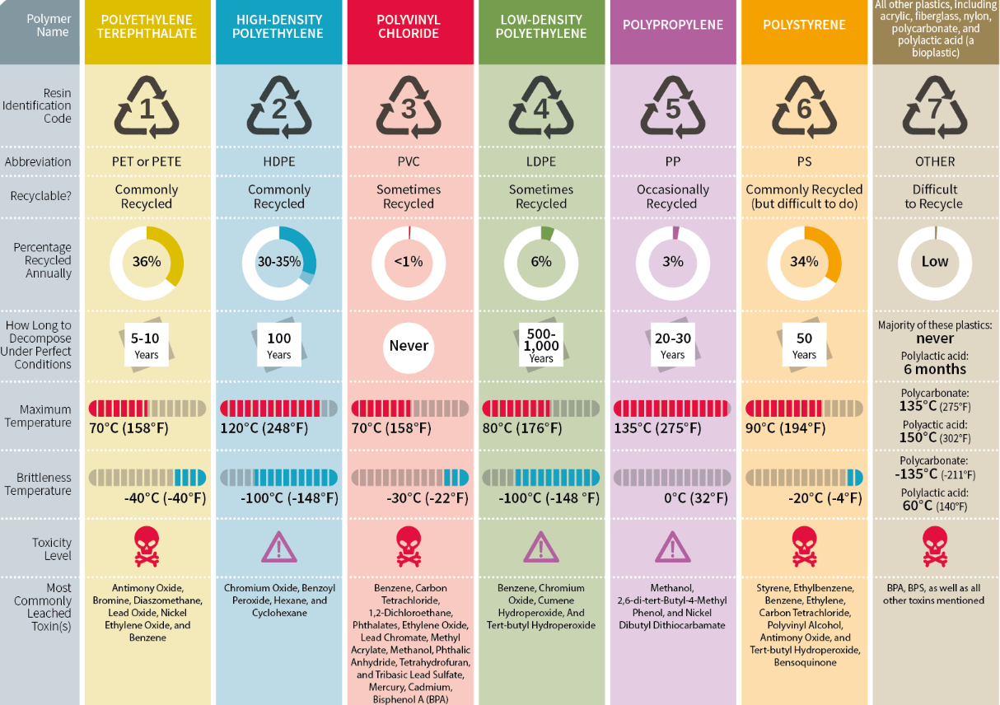 Polymer
Name
POLYETHYLENE
TEREPHTHALATE
HIGH-DENSITY
POLYETHYLENE
POLYVINYL
CHLORIDE
LOW-DENSITY
POLYETHYLENE
POLYPROPYLENE
POLYSTYRENE
All other plastics, including
acrylic, fiberglass, nylon,
polycarbonate, and
polylactic acid (a
bioplastic)
Resin
Identification
Code
1
2
3
4
5
6
7
Abbreviation
PET or PETE
HDPE
PVC
LDPE
PP
PS
OTHER
Recyclable?
Commonly
Recycled
Commonly
Recycled
Sometimes
Recycled
Sometimes
Recycled
Occasionally
Recycled
Commonly Recycled
(but difficult to do)
Difficult
to Recycle
Percentage
Recycled
Annually
36%
30-35%
<1%
6%
3%
34%
Low
How Long to
Decompose
Under Perfect
Conditions
5-10
Years
100
Years
Never
500-
1,000
Years
20-30
Years
50
Years
Majority of these plastics:
never
Polylactic acid:
6 months
Maximum
Temperature
70°C (158°F)
120°C (248°F)
70°C (158°F)
80°C (176°F)
135°C (275°F)
90°C (194°F)
Polycarbonate:
135°C (275°F)
Polyactic acid:
150°C (302°F)
Brittleness
Temperature
-40°C (-40°F)
-100°C (-148°F)
-30°C (-22°F)
-100°C (-148 °F)
0°C (32°F)
-20°C (-4°F)
Polycarbonate:
-135°C (-211°F)
Polylactic acid:
60°C (140°F)
Toxicity
Level
Most
Commonly
Leached
Toxin(s)
Antimony Oxide,
Bromine, Diaszomethane,
Lead Oxide, Nickel
Ethylene Oxide, and
Benzene
Chromium Oxide, Benzoyl
Peroxide, Hexane, and
Cyclohexane
Benzene, Carbon
Tetrachloride,
1,2-Dichloroethane,
Phthalates, Ethylene Oxide,
Lead Chromate, Methyl
Acrylate, Methanol, Phthalic
Anhydride, Tetrahydrofuran,
and Tribasic Lead Sulfate,
Mercury, Cadmium,
Bisphenol A (BPA)
Benzene, Chromium
Oxide, Cumene
Hydroperoxide, And
Tert-butyl Hydroperoxide
Methanol,
2,6-di-tert-Butyl-4-Methyl
Phenol, and Nickel
Dibutyl Dithiocarbamate
Styrene, Ethylbenzene,
Benzene, Ethylene,
Carbon Tetrachloride,
Polyvinyl Alcohol,
Antimony Oxide, and
Tert-butyl Hydroperoxide,
Bensoquinone
BPA, BPS, as well as all
other toxins mentioned